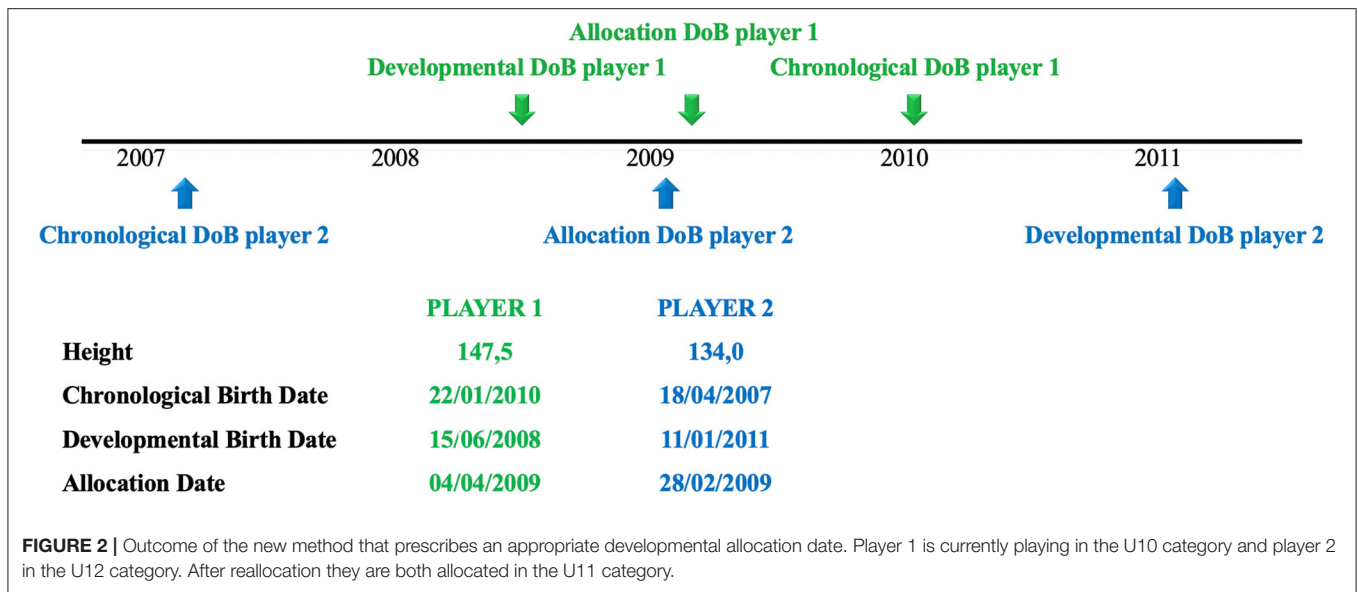 Allocation DoB player 1
Developmental DoB player 1 Chronological DoB player 1
2007 2008 2009 2010 2011
Chronological DoB player 2 Allocation DoB player 2 Developmental DoB player 2
PLAYER 1 PLAYER 2
Height 147,5 134,0
Chronological Birth Date 22/01/2010 18/04/2007
Developmental Birth Date 15/06/2008 11/01/2011
Allocation Date 04/04/2009 28/02/2009
FIGURE 2 | Outcome of the new method that prescribes an appropriate developmental allocation date. Player 1 is currently playing in the U10 category and player 2
in the U12 category. After reallocation they are both allocated in the U11 category.